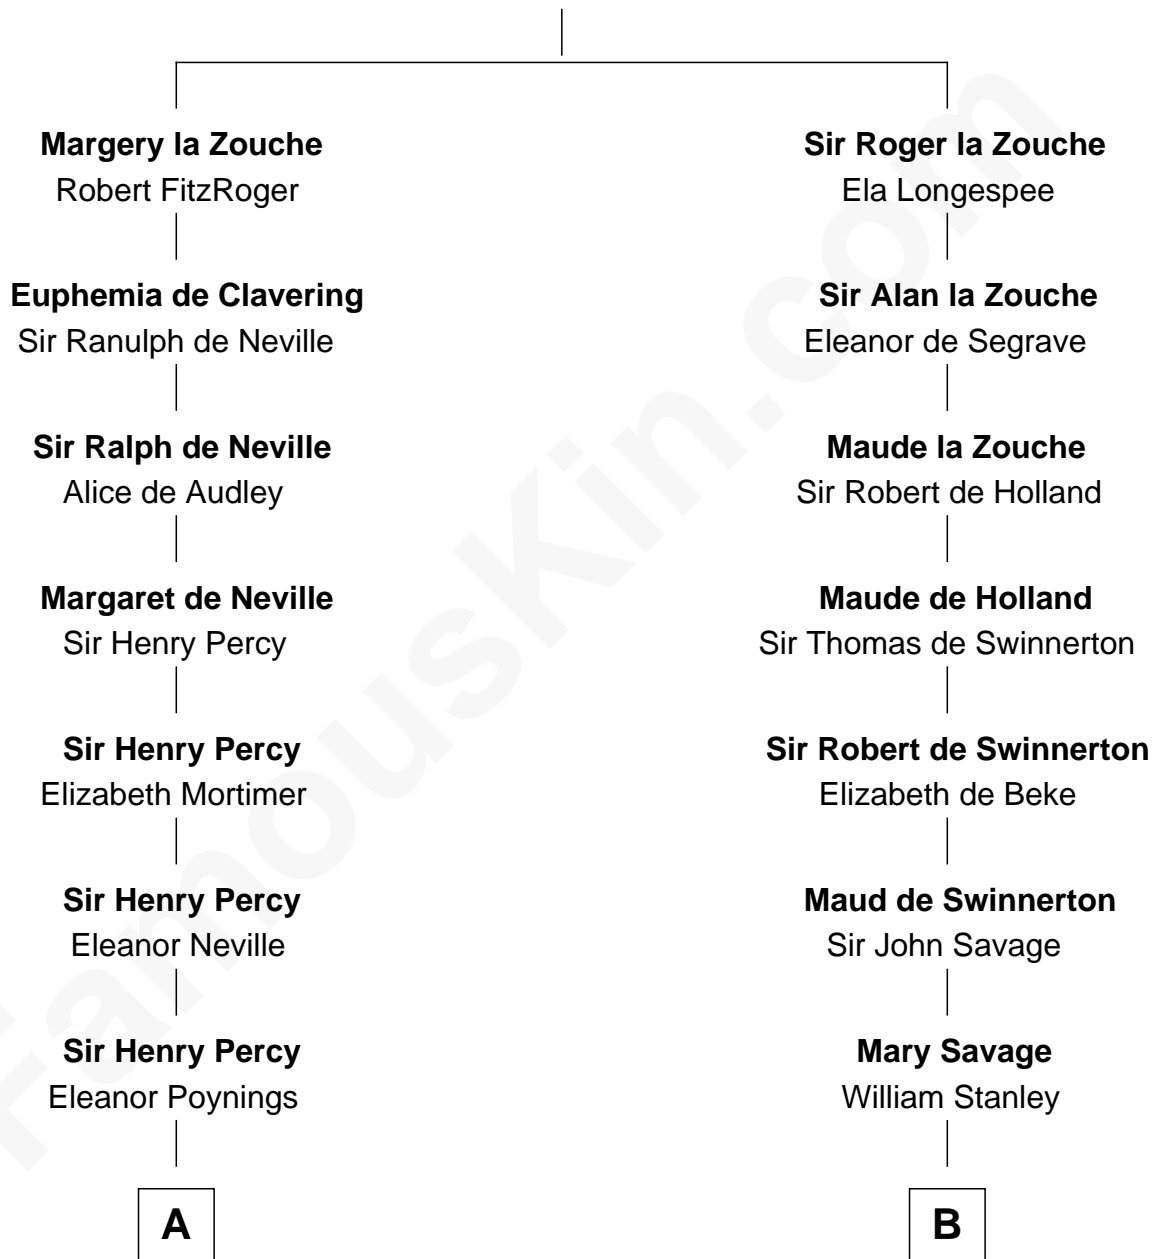 Margery la Zouche
Robert FitzRoger
Sir Roger la Zouche
Ela Longespee
Euphemia de Clavering
Sir Ranulph de Neville
Sir Alan la Zouche
Eleanor de Segrave
Sir Ralph de Neville
Alice de Audley
Maude la Zouche
Sir Robert de Holland
Margaret de Neville
Sir Henry Percy
Maude de Holland
Sir Thomas de Swinnerton
Sir Henry Percy
Elizabeth Mortimer
Sir Robert de Swinnerton
Elizabeth de Beke
Sir Henry Percy
Eleanor Neville
Maud de Swinnerton
Sir John Savage
Sir Henry Percy
Eleanor Poynings
Mary Savage
William Stanley
A
B
FamousKin.com